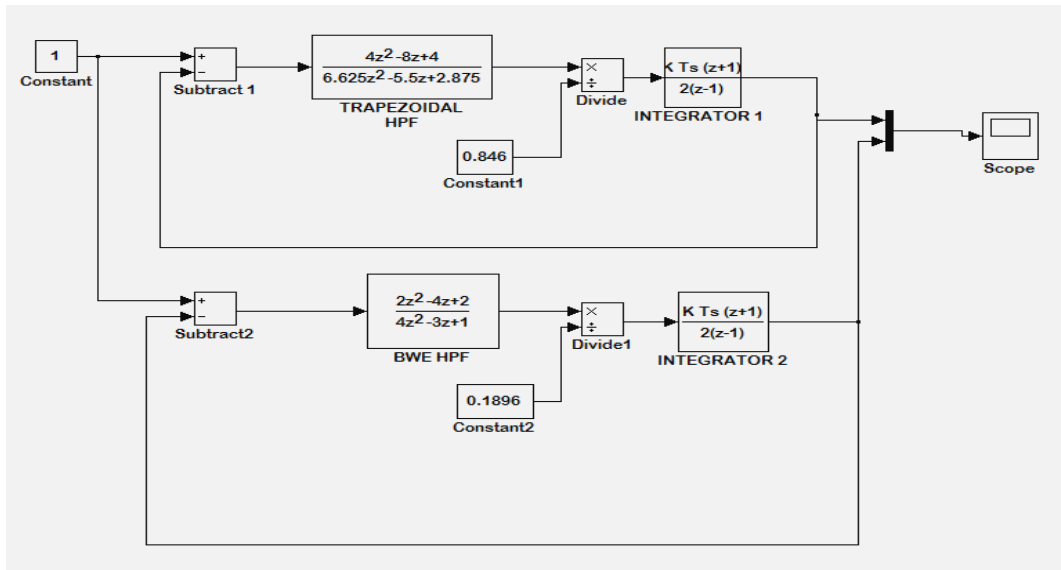 1
Constant
+
−
Subtract 1
4z²-8z+4
6.625z²-5.5z+2.875
TRAPEZOIDAL
HPF
×
÷
Divide
K Ts (z+1)
2(z-1)
INTEGRATOR 1
0.846
Constant1
Scope
+
−
Subtract2
2z²-4z+2
4z²-3z+1
BWE HPF
×
÷
Divide1
K Ts (z+1)
2(z-1)
INTEGRATOR 2
0.1896
Constant2